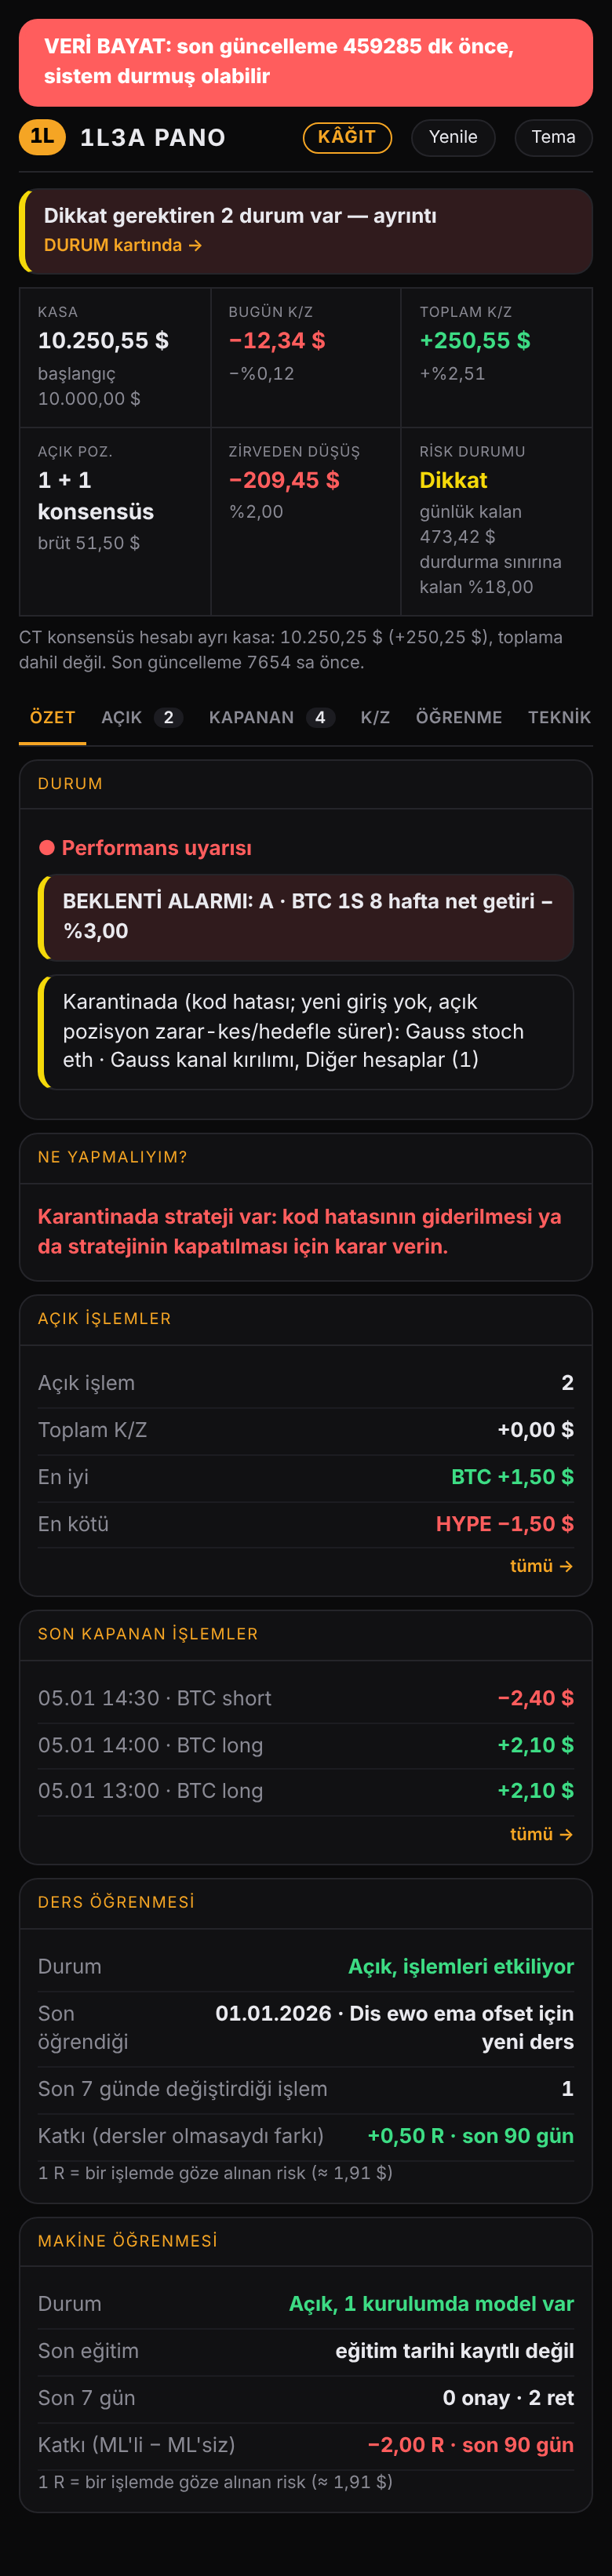 VERİ BAYAT: son güncelleme 459285 dk önce,
sistem durmuş olabilir
1L 1L3A PANO KÂĞIT Yenile Tema
Dikkat gerektiren 2 durum var — ayrıntı
DURUM kartında →
KASA
10.250,55 $
başlangıç
10.000,00 $
BUGÜN K/Z
−12,34 $
−%0,12
TOPLAM K/Z
+250,55 $
+%2,51
AÇIK POZ.
1 + 1
konsensüs
brüt 51,50 $
ZİRVEDEN DÜŞÜŞ
−209,45 $
%2,00
RİSK DURUMU
Dikkat
günlük kalan
473,42 $
durdurma sınırına
kalan %18,00
CT konsensüs hesabı ayrı kasa: 10.250,25 $ (+250,25 $), toplama
dahil değil. Son güncelleme 7654 sa önce.
ÖZET AÇIK 2 KAPANAN 4 K/Z ÖĞRENME TEKNİK
DURUM
Performans uyarısı
BEKLENTİ ALARMI: A · BTC 1S 8 hafta net getiri −
%3,00
Karantinada (kod hatası; yeni giriş yok, açık
pozisyon zarar-kes/hedefle sürer): Gauss stoch
eth · Gauss kanal kırılımı, Diğer hesaplar (1)
NE YAPMALIYIM?
Karantinada strateji var: kod hatasının giderilmesi ya
da stratejinin kapatılması için karar verin.
AÇIK İŞLEMLER
Açık işlem 2
Toplam K/Z +0,00 $
En iyi BTC +1,50 $
En kötü HYPE −1,50 $
tümü →
SON KAPANAN İŞLEMLER
05.01 14:30 · BTC short −2,40 $
05.01 14:00 · BTC long +2,10 $
05.01 13:00 · BTC long +2,10 $
tümü →
DERS ÖĞRENMESİ
Durum Açık, işlemleri etkiliyor
Son öğrendiği 01.01.2026 · Dis ewo ema ofset için
yeni ders
Son 7 günde değiştirdiği işlem 1
Katkı (dersler olmasaydı farkı) +0,50 R · son 90 gün
1 R = bir işlemde göze alınan risk (≈ 1,91 $)
MAKİNE ÖĞRENMESİ
Durum Açık, 1 kurulumda model var
Son eğitim eğitim tarihi kayıtlı değil
Son 7 gün 0 onay · 2 ret
Katkı (ML'li − ML'siz) −2,00 R · son 90 gün
1 R = bir işlemde göze alınan risk (≈ 1,91 $)